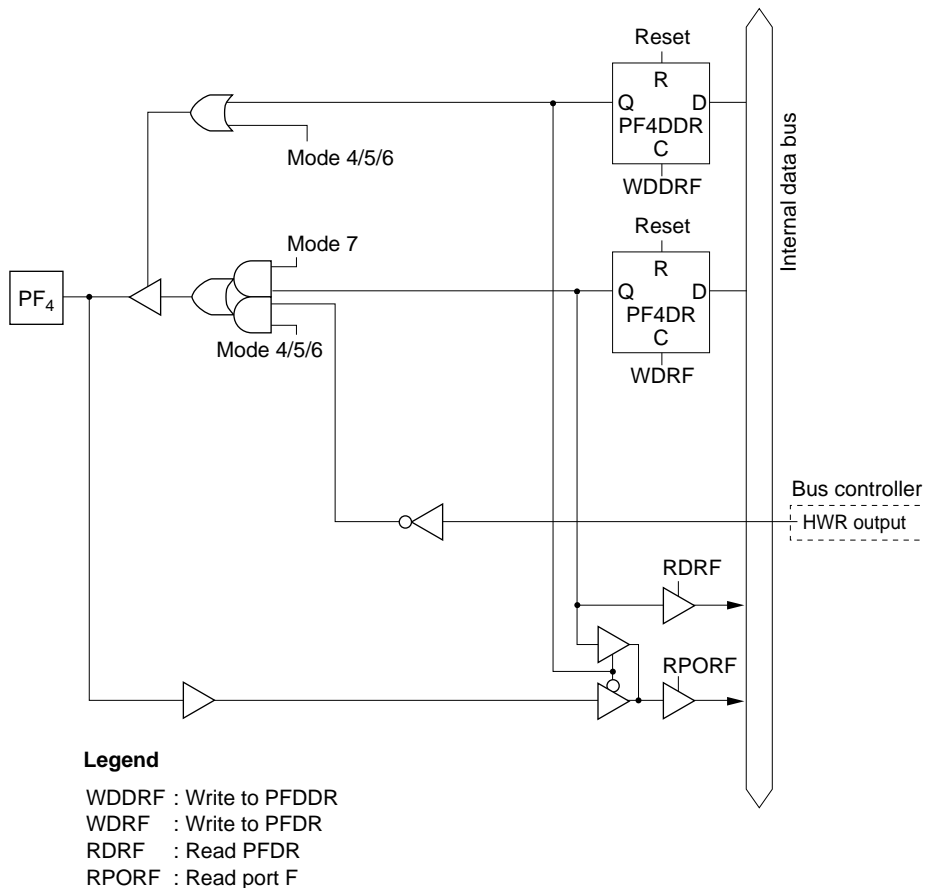 Reset
R
Q D
PF4DDR
C
WDDRF
Mode 4/5/6
Internal data bus
Reset
R
Q D
PF4DR
C
WDRF
Mode 7
PF4
Mode 4/5/6
Bus controller
HWR output
RDRF
RPORF
Legend
WDDRF : Write to PFDDR
WDRF : Write to PFDR
RDRF : Read PFDR
RPORF : Read port F